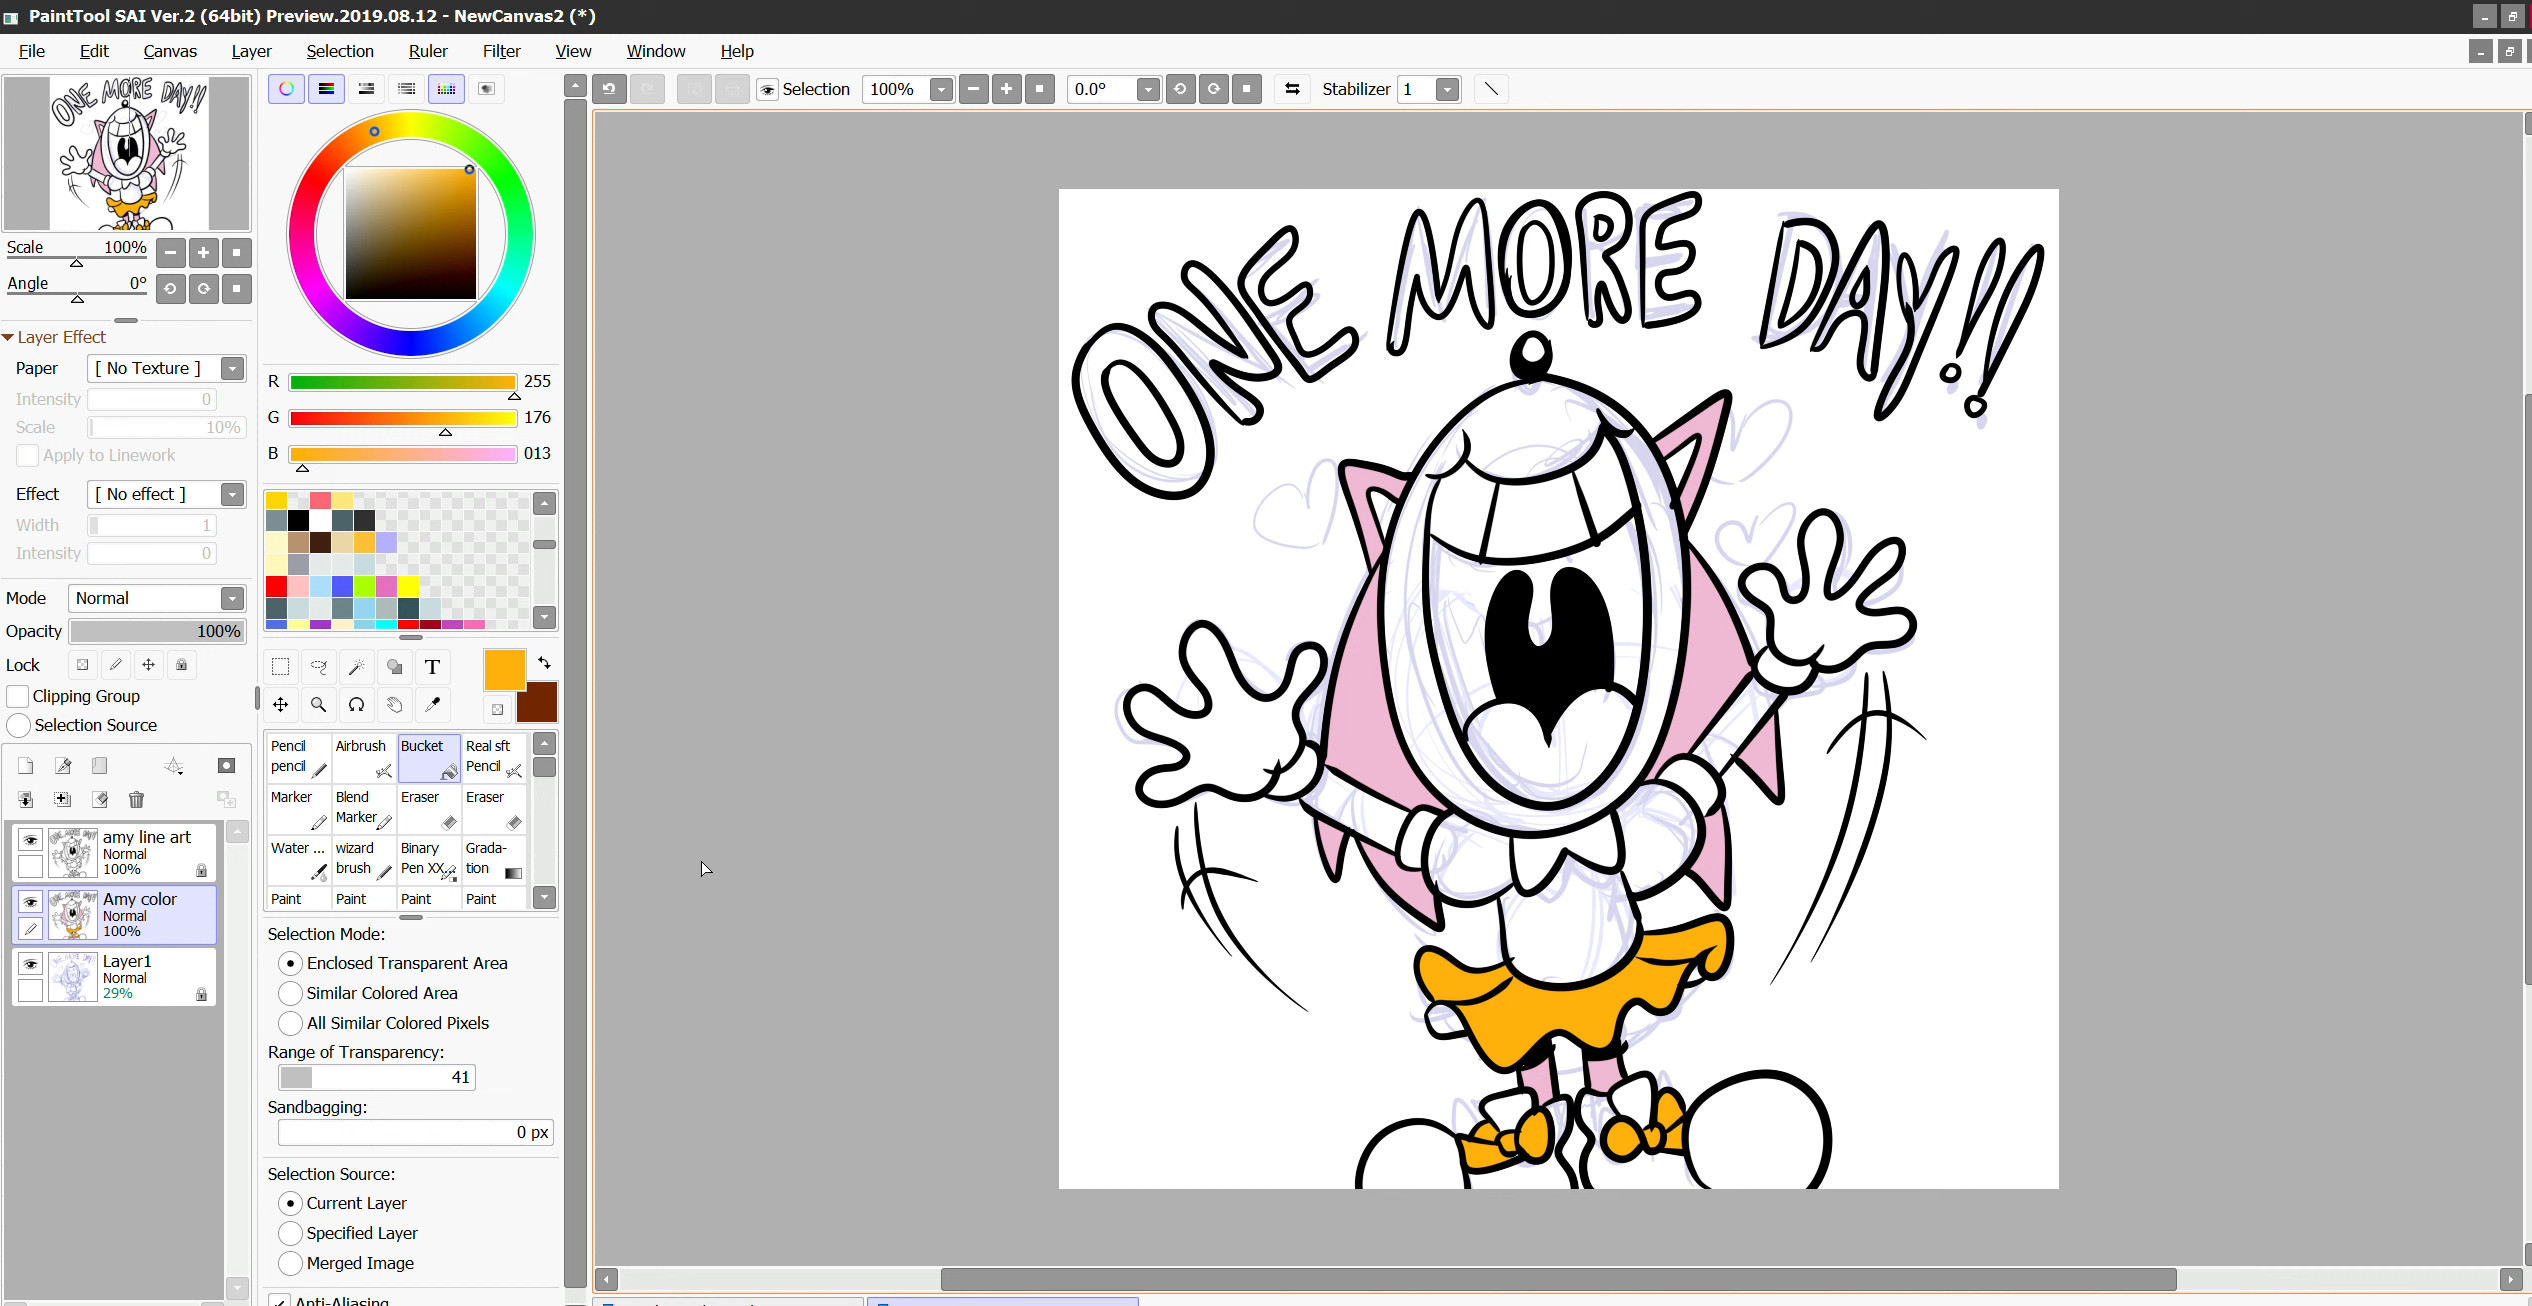 PaintTool SAI Ver.2 (64bit) Preview.2019.08.12 - NewCanvas2 (*)
File Edit Canvas Layer Selection Ruler Filter View Window Help
Selection 100% 0.0° Stabilizer 1
ONE MORE DAY!!
Scale 100%
Angle 0°
Layer Effect
Paper [ No Texture ]
Intensity 0
Scale 10%
Apply to Linework
Effect [ No effect ]
Width 1
Intensity 0
Mode Normal
Opacity 100%
Lock
Clipping Group
Selection Source
amy line art
Normal
100%
Amy color
Normal
100%
Layer1
Normal
29%
R 255
G 176
B 013
T
Pencil pencil
Airbrush
Bucket
Real sft Pencil
Marker
Blend Marker
Eraser
Eraser
Water ...
wizard brush
Binary Pen XX
Grada-
tion
Paint Paint Paint Paint
Selection Mode:
Enclosed Transparent Area
Similar Colored Area
All Similar Colored Pixels
Range of Transparency:
41
Sandbagging:
0 px
Selection Source:
Current Layer
Specified Layer
Merged Image
Anti-Aliasing
ONE MORE DAY!!